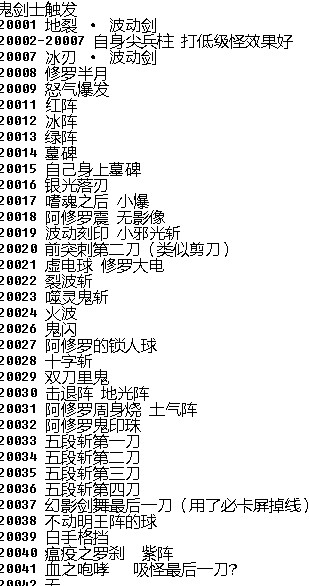 鬼剑士触发
20001 地裂 · 波动剑
20002-20007 自身尖兵柱 打低级怪效果好
20007 冰刃 · 波动剑
20008 修罗半月
20009 怒气爆发
20011 红阵
20012 冰阵
20013 绿阵
20014 墓碑
20015 自己身上墓碑
20016 银光落刃
20017 嗜魂之后 小爆
20018 阿修罗震 无影像
20019 波动刻印 小邪光斩
20020 前突刺第二刀（类似剪刀）
20021 虚电球 修罗大电
20022 裂波斩
20023 噬灵鬼斩
20024 火波
20026 鬼闪
20027 阿修罗的锁人球
20028 十字斩
20029 双刀里鬼
20030 击退阵 地光阵
20031 阿修罗周身烧 土气阵
20032 阿修罗鬼印珠
20033 五段斩第一刀
20034 五段斩第二刀
20035 五段斩第三刀
20036 五段斩第四刀
20037 幻影剑舞最后一刀（用了必卡屏掉线）
20038 不动明王阵的球
20039 白手格挡
20040 瘟疫之罗刹 紫阵
20041 血之咆哮 吸怪最后一刀?